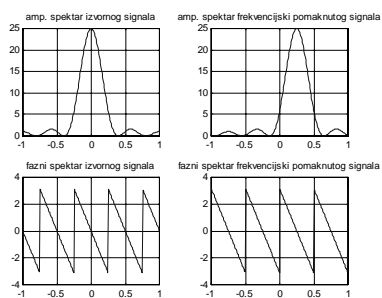 amp. spektar izvornog signala
amp. spektar frekvencijski pomaknutog signala
25
20
15
10
5
0
-1 -0.5 0 0.5 1
25
20
15
10
5
0
-1 -0.5 0 0.5 1
fazni spektar izvornog signala
fazni spektar frekvencijski pomaknutog signala
4
2
0
-2
-4
-1 -0.5 0 0.5 1
4
2
0
-2
-4
-1 -0.5 0 0.5 1